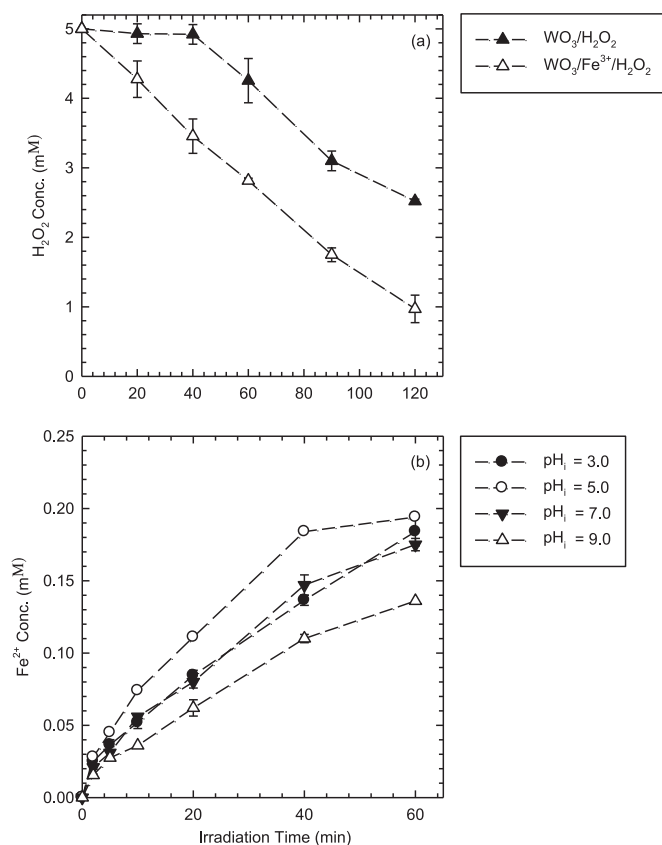 (a)
WO₃/H₂O₂
WO₃/Fe³⁺/H₂O₂
H₂O₂ Conc. (mM)
6
5
4
3
2
1
0
0 20 40 60 80 100 120
(b)
pHᵢ = 3.0
pHᵢ = 5.0
pHᵢ = 7.0
pHᵢ = 9.0
Fe²⁺ Conc. (mM)
0.25
0.20
0.15
0.10
0.05
0.00
0 20 40 60
Irradiation Time (min)